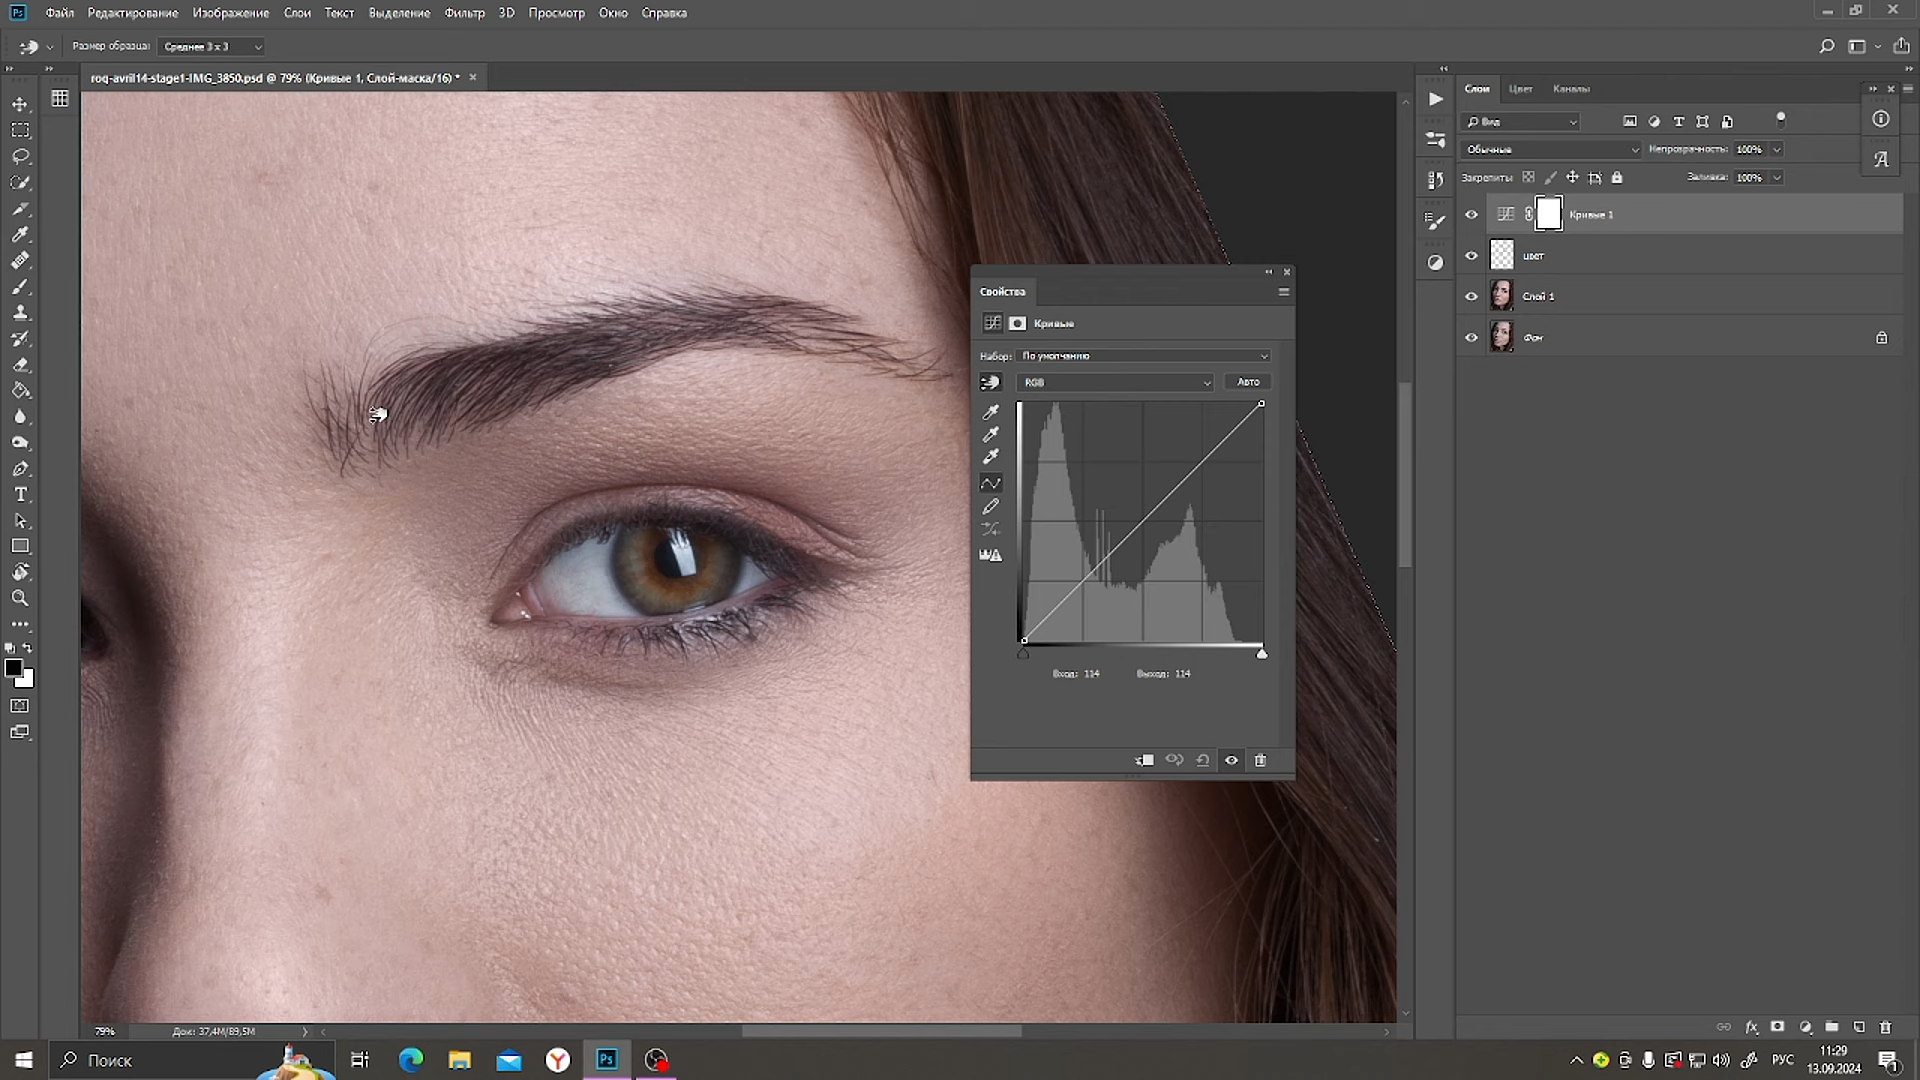 Ps Файл Редактирование Изображение Слои Текст Выделение Фильтр 3D Просмотр Окно Справка
Размер образца: Среднее 3 x 3
roq-avril14-stage1-IMG_3850.psd @ 79% (Кривые 1, Слой-маска/16) *
Слои Цвет Каналы
Вид
Обычные Непрозрачность: 100%
Закрепить: Заливка: 100%
Кривые 1
цвет
Слой 1
Фон
Свойства
Кривые
Набор: По умолчанию
RGB Авто
Вход: 114 Выход: 114
79% Док: 37,4M/89,5M
Поиск
Ps
РУС
11:29
13.09.2024
1